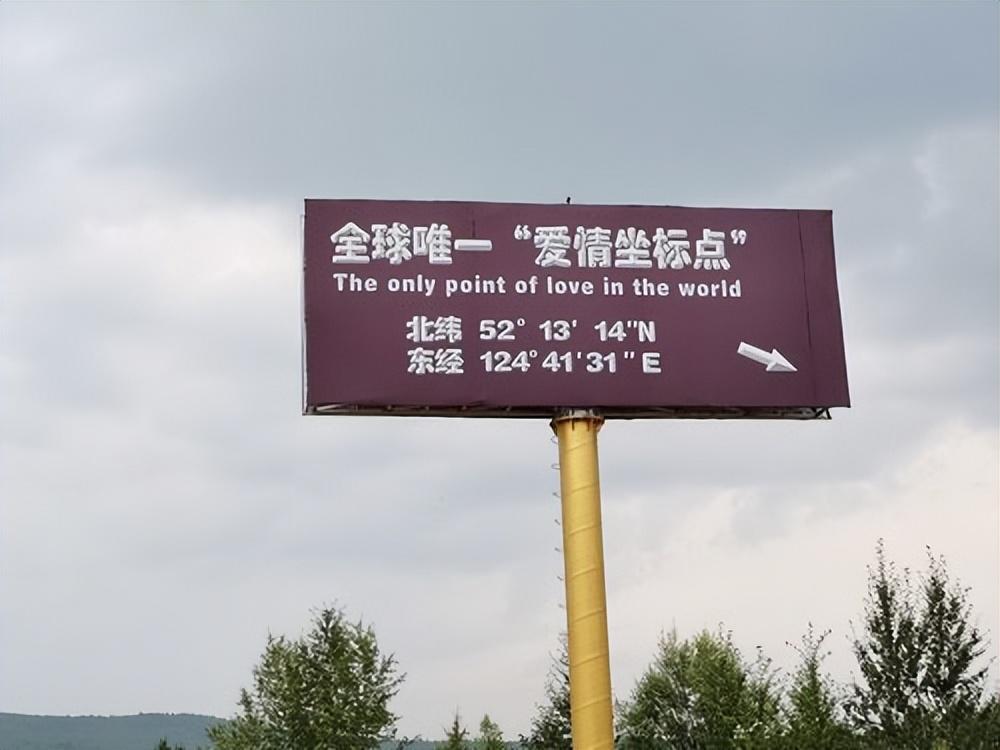 全球唯一“爱情坐标点”
The only point of love in the world
北纬 52° 13′ 14″N
东经 124°41′31″E